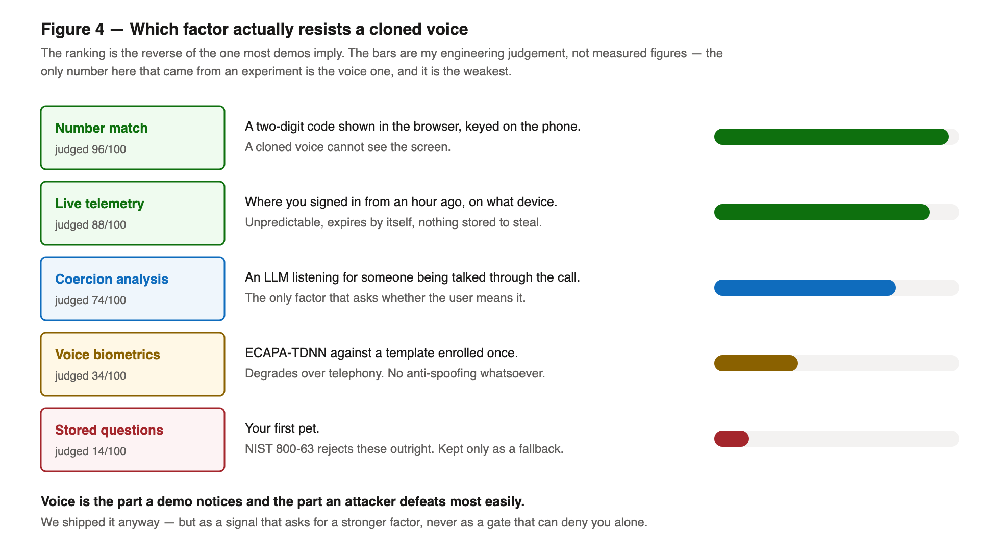 Figure 4 — Which factor actually resists a cloned voice
The ranking is the reverse of the one most demos imply. The bars are my engineering judgement, not measured figures — the
only number here that came from an experiment is the voice one, and it is the weakest.
Number match
judged 96/100
A two-digit code shown in the browser, keyed on the phone.
A cloned voice cannot see the screen.
Live telemetry
judged 88/100
Where you signed in from an hour ago, on what device.
Unpredictable, expires by itself, nothing stored to steal.
Coercion analysis
judged 74/100
An LLM listening for someone being talked through the call.
The only factor that asks whether the user means it.
Voice biometrics
judged 34/100
ECAPA-TDNN against a template enrolled once.
Degrades over telephony. No anti-spoofing whatsoever.
Stored questions
judged 14/100
Your first pet.
NIST 800-63 rejects these outright. Kept only as a fallback.
Voice is the part a demo notices and the part an attacker defeats most easily.
We shipped it anyway — but as a signal that asks for a stronger factor, never as a gate that can deny you alone.